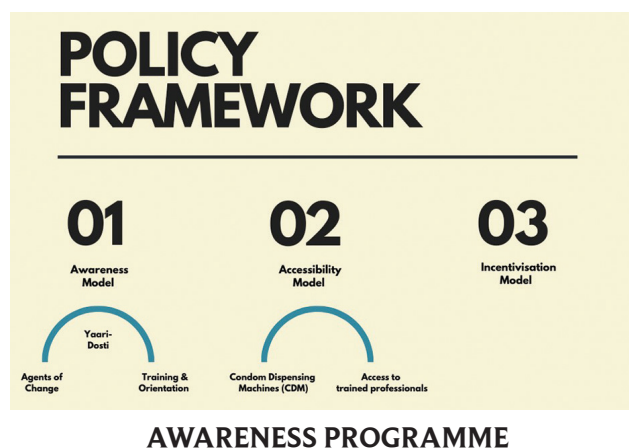 POLICY
FRAMEWORK
01
02
03
Awareness
Model
Accessibility
Model
Incentivisation
Model
Yaari-
Dosti
Agents of
Change
Training &
Orientation
Condom Dispensing
Machines (CDM)
Access to
trained professionals
AWARENESS PROGRAMME